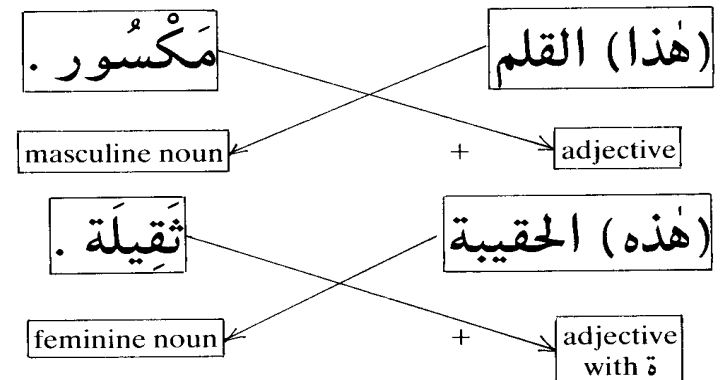 (هٰذا) القلم مَكْسُور .
masculine noun + adjective
(هٰذه) الحقيبة ثَقِيلَة .
feminine noun + adjective
with ة